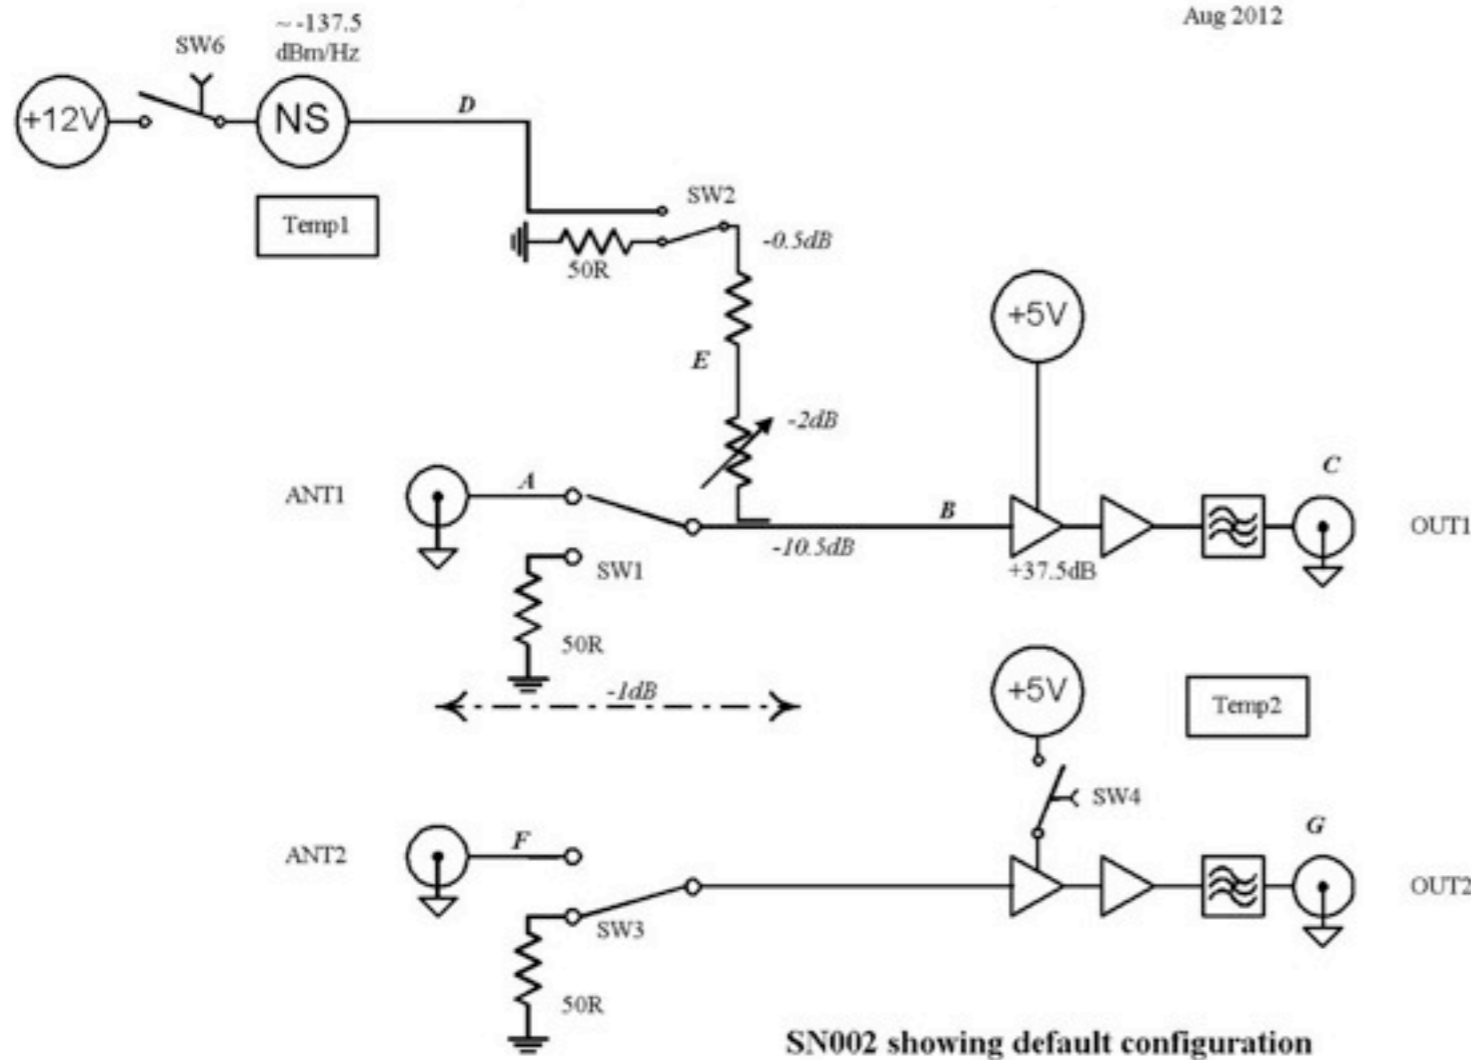 Aug 2012
~ -137.5
dBm/Hz
SW6
+12V
NS
D
Temp1
SW2
-0.5dB
50R
+5V
E
-2dB
ANT1
A
B
C
OUT1
-10.5dB
+37.5dB
SW1
50R
-1dB
+5V
Temp2
SW4
ANT2
F
G
OUT2
SW3
50R
SN002 showing default configuration